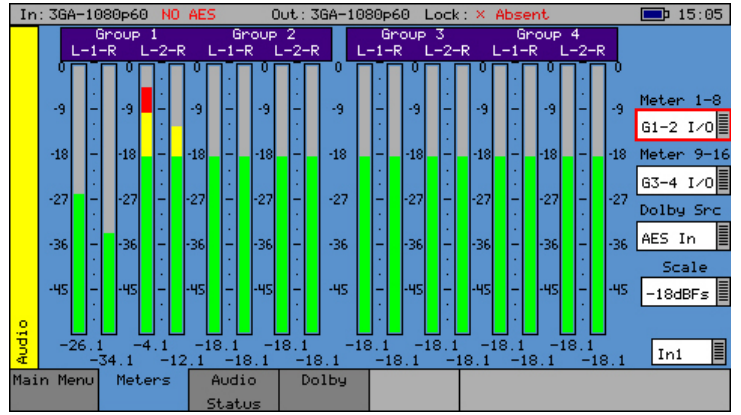 In: 3GA-1080p60 NO AES Out: 3GA-1080p60 Lock: × Absent 15:05
Group 1 Group 2 Group 3 Group 4
L-1-R L-2-R L-1-R L-2-R L-1-R L-2-R L-1-R L-2-R
0 0 0 0 0 0 0 0
-9 -9 -9 -9 -9 -9 -9 -9
-18 -18 -18 -18 -18 -18 -18 -18
-27 -27 -27 -27 -27 -27 -27 -27
-36 -36 -36 -36 -36 -36 -36 -36
-45 -45 -45 -45 -45 -45 -45 -45
-26.1 -4.1 -18.1 -18.1 -18.1 -18.1 -18.1 -18.1
-34.1 -12.1 -18.1 -18.1 -18.1 -18.1 -18.1 -18.1
Meter 1-8
G1-2 I/O
Meter 9-16
G3-4 I/O
Dolby Src
AES In
Scale
-18dBFs
In1
Audio
Main Menu Meters Audio Status Dolby